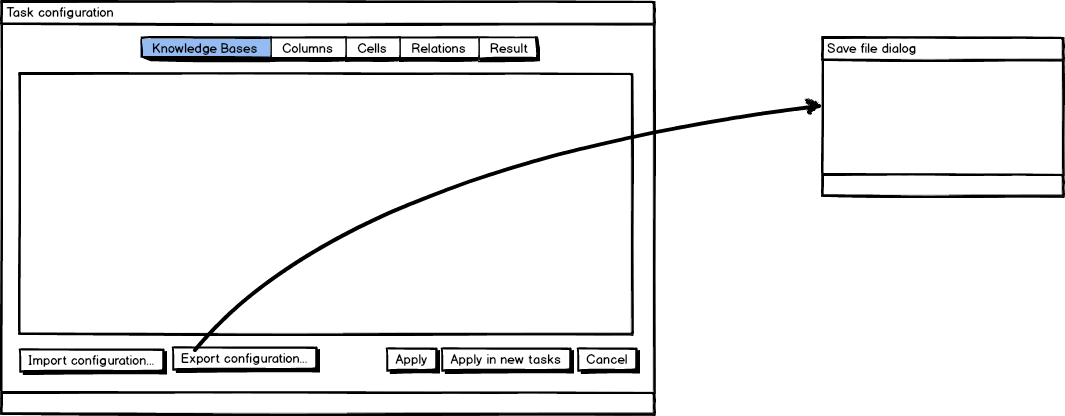 Task configuration
Save file dialog
Knowledge Bases Columns Cells Relations Result
Import configuration... Export configuration... Apply Apply in new tasks Cancel